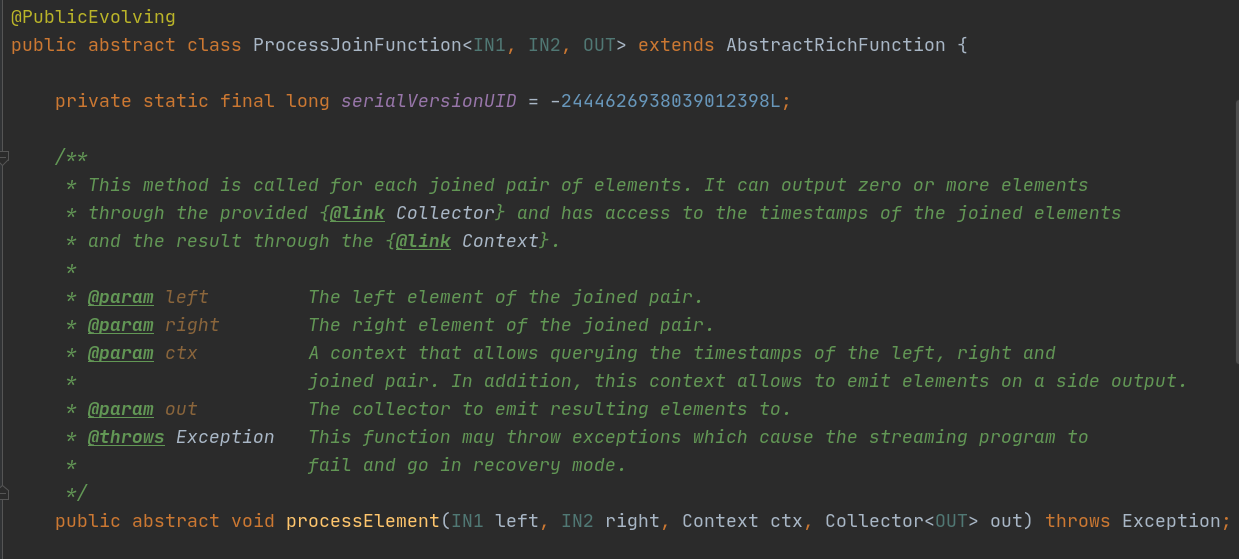 @PublicEvolving
public abstract class ProcessJoinFunction<IN1, IN2, OUT> extends AbstractRichFunction {
private static final long serialVersionUID = -2444626938039012398L;
/**
* This method is called for each joined pair of elements. It can output zero or more elements
* through the provided {@link Collector} and has access to the timestamps of the joined elements
* and the result through the {@link Context}.
*
* @param left The left element of the joined pair.
* @param right The right element of the joined pair.
* @param ctx A context that allows querying the timestamps of the left, right and
* joined pair. In addition, this context allows to emit elements on a side output.
* @param out The collector to emit resulting elements to.
* @throws Exception This function may throw exceptions which cause the streaming program to
* fail and go in recovery mode.
*/
public abstract void processElement(IN1 left, IN2 right, Context ctx, Collector<OUT> out) throws Exception;